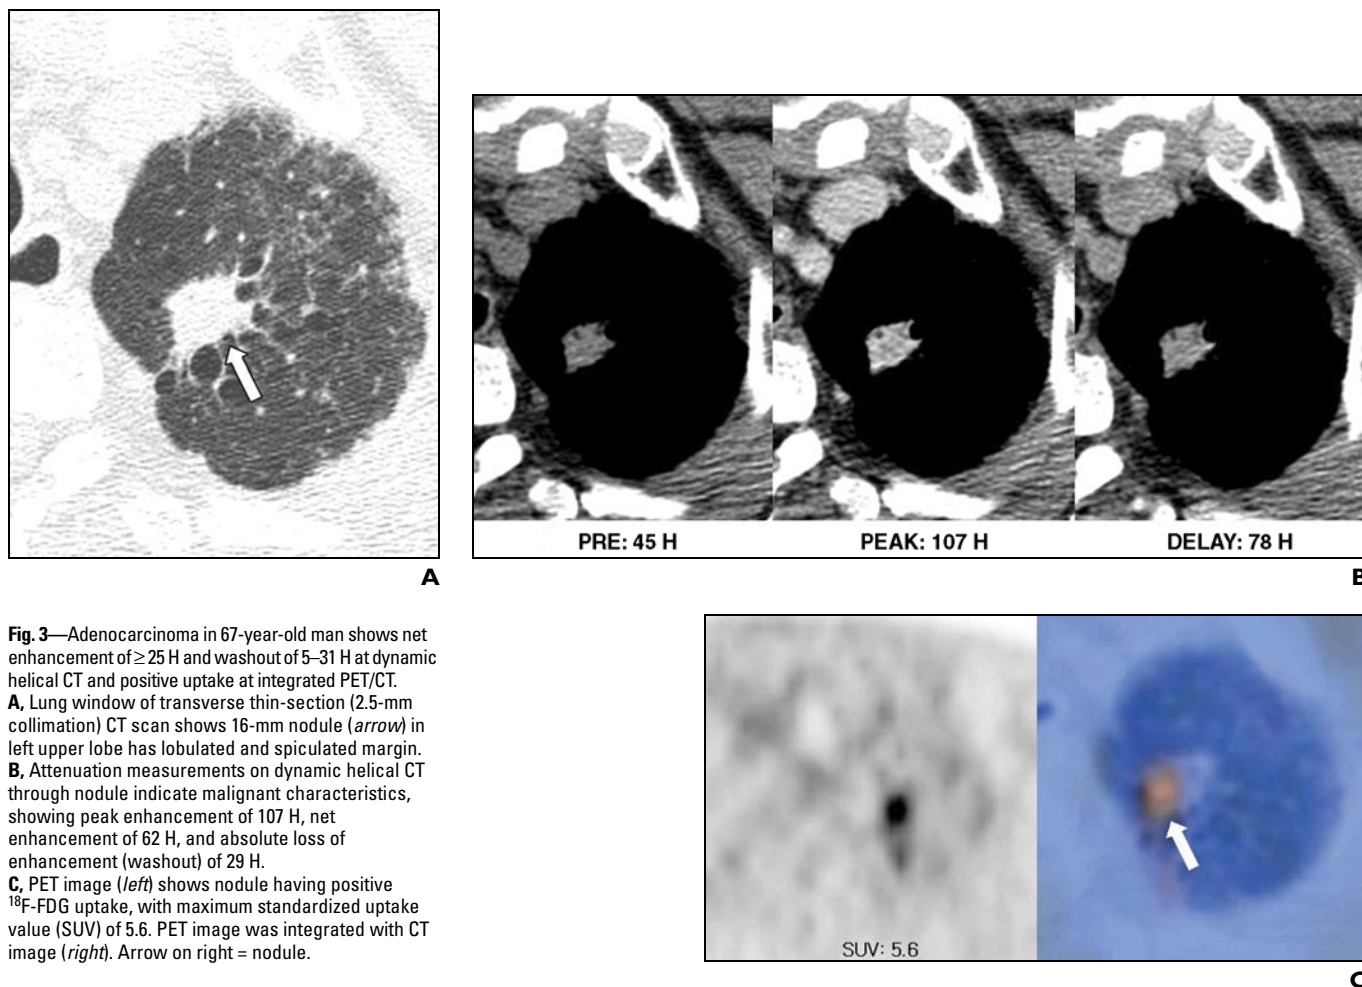 A
PRE: 45 H
PEAK: 107 H
DELAY: 78 H
B
Fig. 3—Adenocarcinoma in 67-year-old man shows net
enhancement of ≥ 25 H and washout of 5–31 H at dynamic
helical CT and positive uptake at integrated PET/CT.
A, Lung window of transverse thin-section (2.5-mm
collimation) CT scan shows 16-mm nodule (arrow) in
left upper lobe has lobulated and spiculated margin.
B, Attenuation measurements on dynamic helical CT
through nodule indicate malignant characteristics,
showing peak enhancement of 107 H, net
enhancement of 62 H, and absolute loss of
enhancement (washout) of 29 H.
C, PET image (left) shows nodule having positive
18F-FDG uptake, with maximum standardized uptake
value (SUV) of 5.6. PET image was integrated with CT
image (right). Arrow on right = nodule.
SUV: 5.6
C